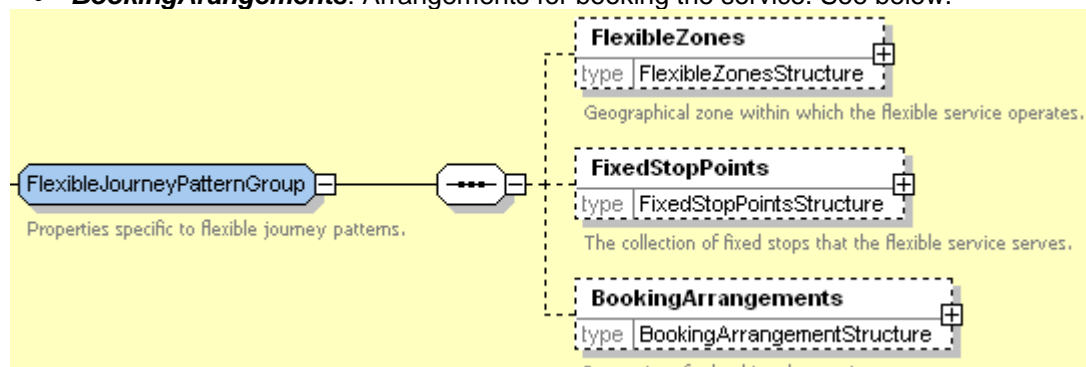 • BookingArangements: Arrangements for booking the service. See below.
FlexibleZones
type FlexibleZonesStructure
Geographical zone within which the flexible service operates.
FlexibleJourneyPatternGroup
Properties specific to flexible journey patterns.
FixedStopPoints
type FixedStopPointsStructure
The collection of fixed stops that the flexible service serves.
BookingArrangements
type BookingArrangementStructure